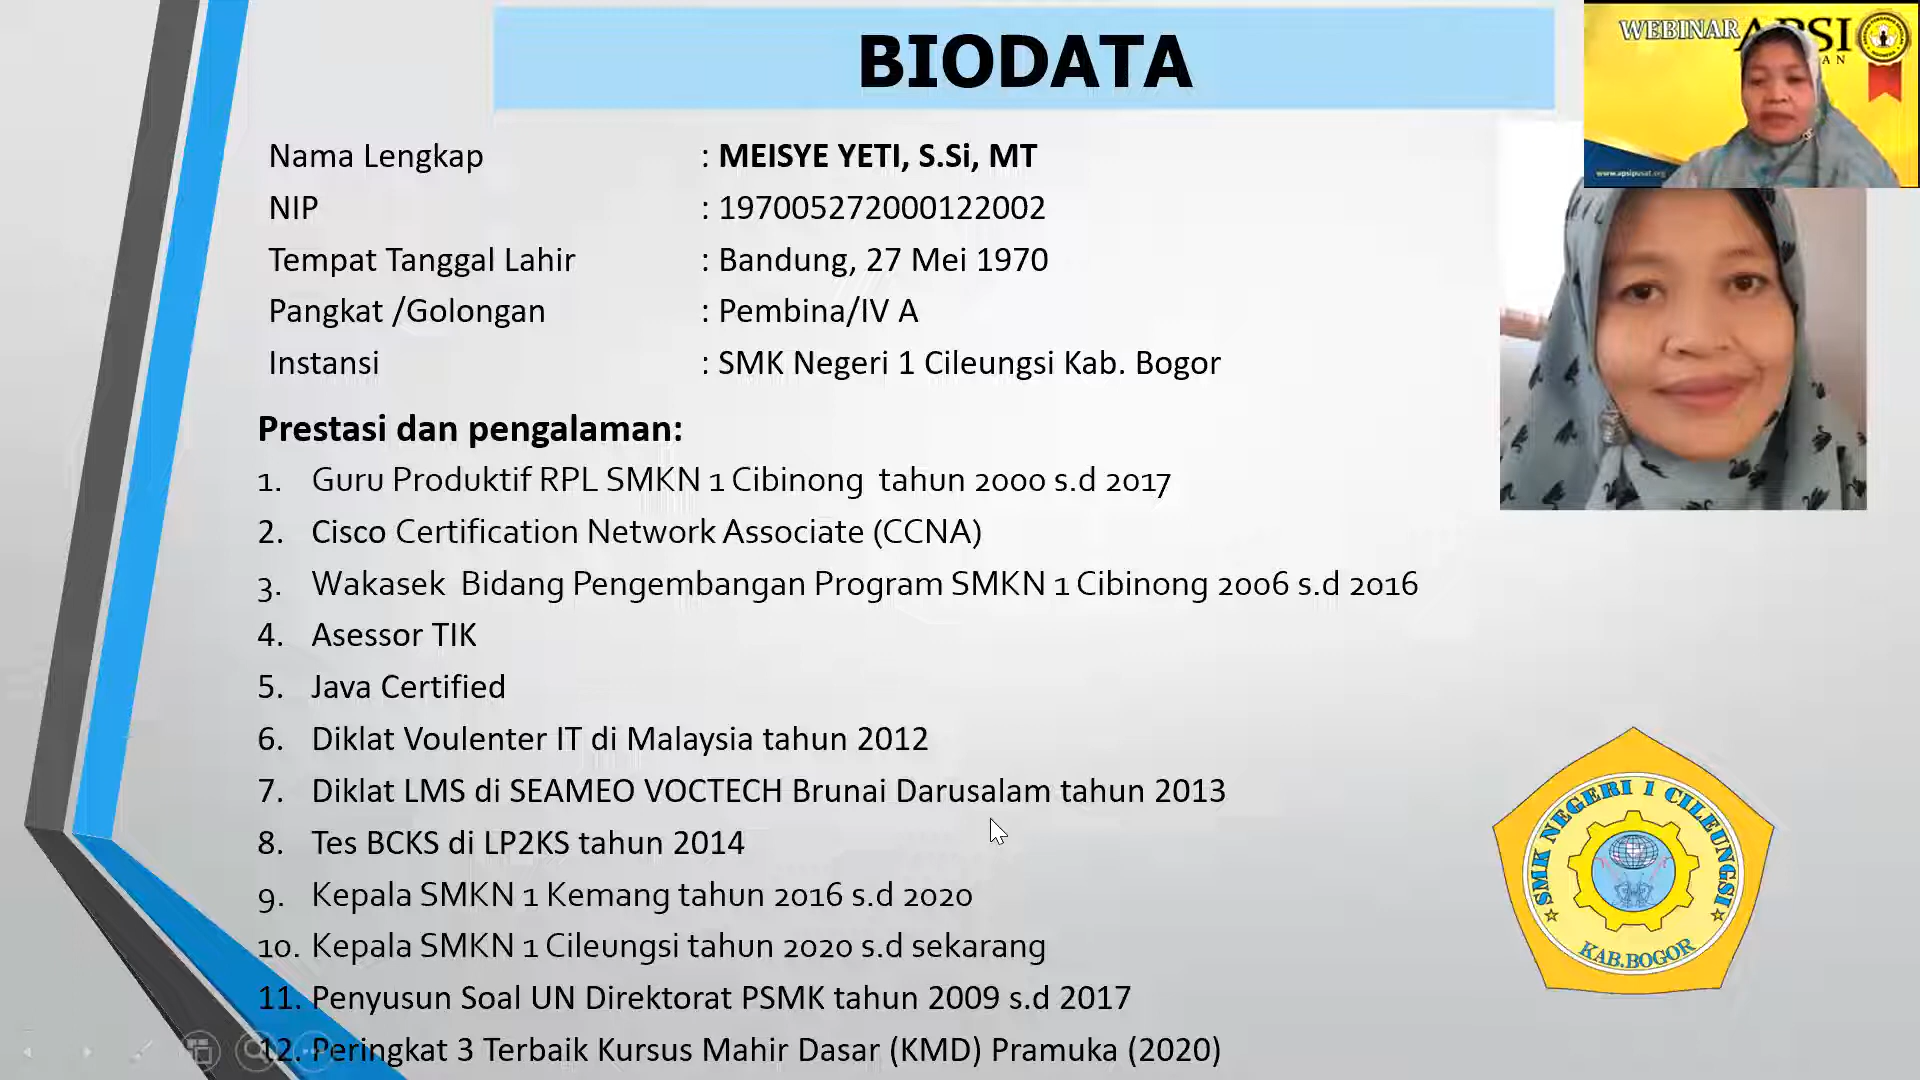 BIODATA
WEBINAR APSI
www.apsipusat.org
Nama Lengkap : MEISYE YETI, S.Si, MT
NIP : 197005272000122002
Tempat Tanggal Lahir : Bandung, 27 Mei 1970
Pangkat /Golongan : Pembina/IV A
Instansi : SMK Negeri 1 Cileungsi Kab. Bogor
Prestasi dan pengalaman:
1. Guru Produktif RPL SMKN 1 Cibinong tahun 2000 s.d 2017
2. Cisco Certification Network Associate (CCNA)
3. Wakasek Bidang Pengembangan Program SMKN 1 Cibinong 2006 s.d 2016
4. Asessor TIK
5. Java Certified
6. Diklat Voulenter IT di Malaysia tahun 2012
7. Diklat LMS di SEAMEO VOCTECH Brunai Darusalam tahun 2013
8. Tes BCKS di LP2KS tahun 2014
9. Kepala SMKN 1 Kemang tahun 2016 s.d 2020
10. Kepala SMKN 1 Cileungsi tahun 2020 s.d sekarang
11. Penyusun Soal UN Direktorat PSMK tahun 2009 s.d 2017
12. Peringkat 3 Terbaik Kursus Mahir Dasar (KMD) Pramuka (2020)
SMK NEGERI 1 CILEUNGSI
KAB.BOGOR